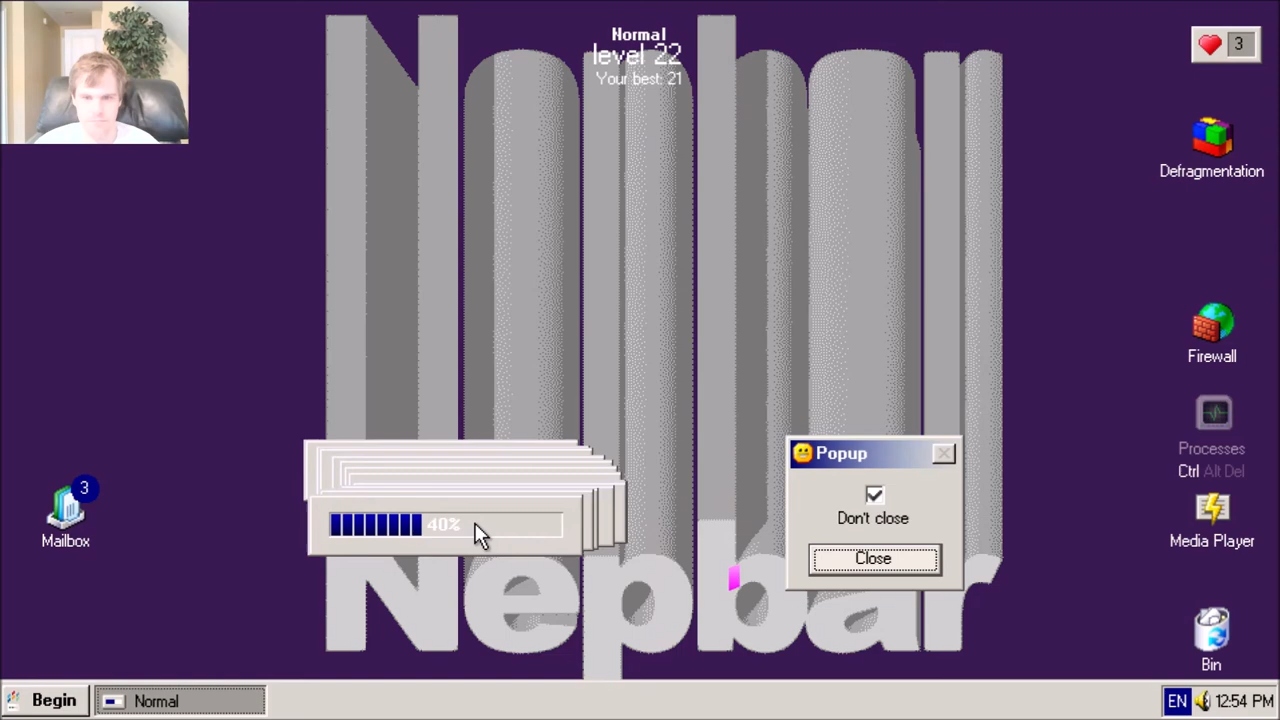 Normal
level 22
Your best: 21
3
Defragmentation
Firewall
Processes
Ctrl Alt Del
Media Player
Bin
3
Mailbox
40%
Popup
Don't close
Close
Nepbar
Begin
Normal
EN
12:54 PM